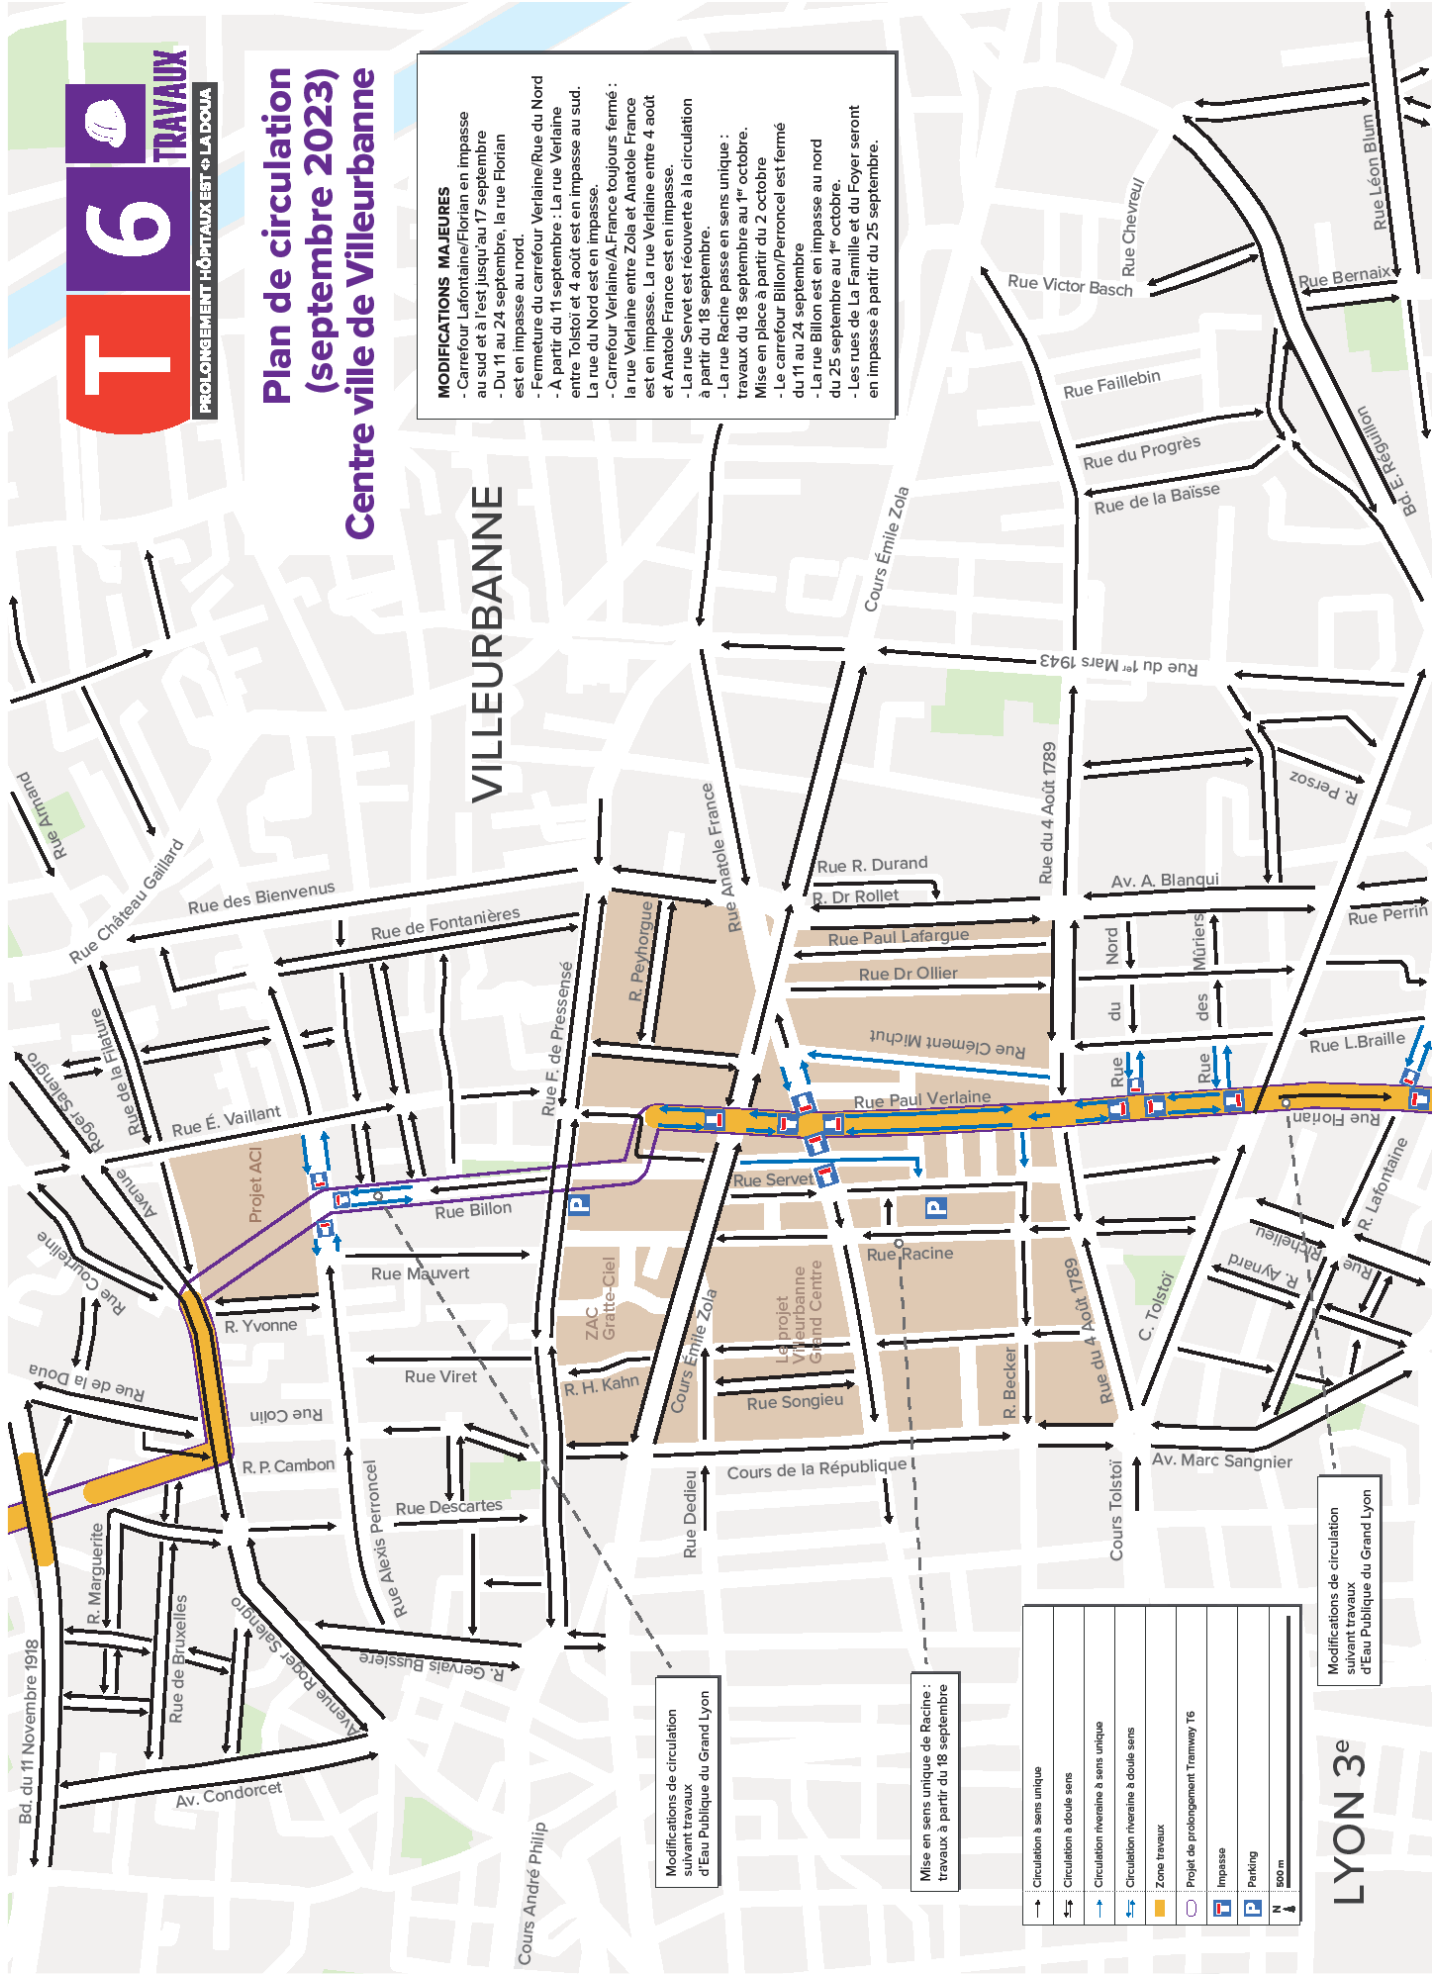 T 6
TRAVAUX
PROLONGEMENT HÔPITAUX EST <> LA DOUA
Plan de circulation
(septembre 2023)
Centre ville de Villeurbanne
MODIFICATIONS MAJEURES
- Carrefour Lafontaine/Florian en impasse
au sud et à l'est jusqu'au 17 septembre
- Du 11 au 24 septembre, la rue Florian
est en impasse au nord.
- Fermeture du carrefour Verlaine/Rue du Nord
- À partir du 11 septembre : La rue Verlaine
entre Tolstoï et 4 août est en impasse au sud.
La rue du Nord est en impasse.
- Carrefour Verlaine/A.France toujours fermé :
la rue Verlaine entre Zola et Anatole France
est en impasse. La rue Verlaine entre 4 août
et Anatole France est en impasse.
- La rue Servet est réouverte à la circulation
à partir du 18 septembre.
- La rue Racine passe en sens unique :
travaux du 18 septembre au 1er octobre.
Mise en place à partir du 2 octobre
- Le carrefour Billon/Perroncel est fermé
du 11 au 24 septembre
- La rue Billon est en impasse au nord
du 25 septembre au 1er octobre.
- Les rues de La Famille et du Foyer seront
en impasse à partir du 25 septembre.
VILLEURBANNE
LYON 3e
Rue Armand
Rue Château Gaillard
Rue des Bienvenus
Rue de Fontanières
Rue de la Filature
Roger Salengro
Avenue
Rue É. Vaillant
Projet ACI
Rue Courteline
Rue de la Doua
R. Yvonne
Rue Colin
R. P. Cambon
Rue Mauvert
Rue Viret
Rue Billon
Rue Descartes
Rue Alexis Perroncel
R. Marguerite
Rue de Bruxelles
Bd. du 11 Novembre 1918
Avenue Roger Salengro
R. Gervais Bussière
Av. Condorcet
Cours André Philip
Rue F. de Pressensé
R. Peyhorgue
Rue Anatole France
Cours Émile Zola
P
ZAC
Gratte-Ciel
R. H. Kahn
Cours Émile Zola
Rue Dedieu
Cours de la République
Rue Songieu
Le projet
Villeurbanne
Grand Centre
Rue Servet
Rue Racine
P
Rue Paul Verlaine
Rue Clément Michut
Rue Dr Ollier
Rue Paul Lafargue
R. Dr Rollet
Rue R. Durand
R. Becker
Rue du 4 Août 1789
Rue du 4 Août 1789
Cours Tolstoï
C. Tolstoï
Av. Marc Sangnier
R. Aynard
Rue
Richelieu
Rue
R. Lafontaine
Rue Florian
Rue L.Braille
Rue
du
Nord
Rue
des
Mûriers
Av. A. Blanqui
Rue Perrin
R. Persoz
Rue du 1er Mars 1943
Rue de la Baïsse
Rue du Progrès
Rue Faillebin
Rue Victor Basch
Rue Chevreul
Bd. E. Réguillon
Rue Bernaix
Rue Léon Blum
Modifications de circulation
suivant travaux
d'Eau Publique du Grand Lyon
Mise en sens unique de Racine :
travaux à partir du 18 septembre
Modifications de circulation
suivant travaux
d'Eau Publique du Grand Lyon
Circulation à sens unique
Circulation à doule sens
Circulation riveraine à sens unique
Circulation riveraine à doule sens
Zone travaux
Projet de prolongement Tramway T6
Impasse
P Parking
N 500 m